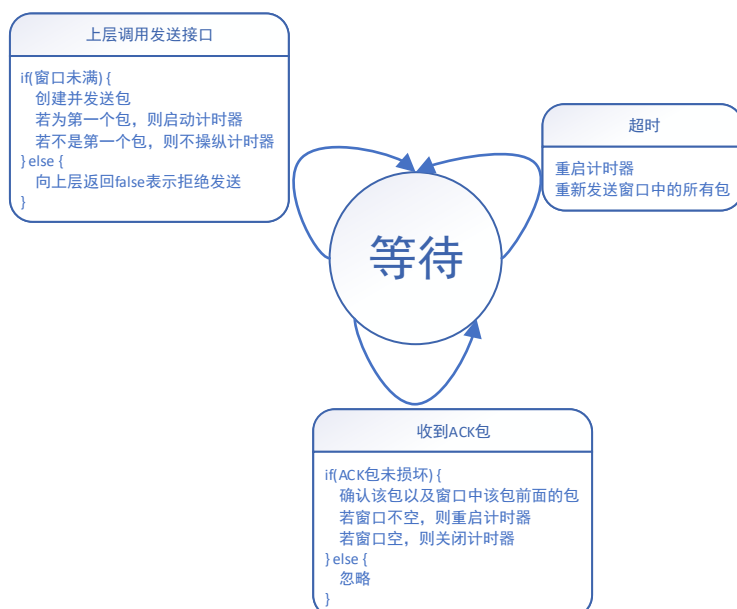 上层调用发送接口
if(窗口未满) {
创建并发送包
若为第一个包，则启动计时器
若不是第一个包，则不操纵计时器
} else {
向上层返回false表示拒绝发送
}
超时
重启计时器
重新发送窗口中的所有包
等待
收到ACK包
if(ACK包未损坏) {
确认该包以及窗口中该包前面的包
若窗口不空，则重启计时器
若窗口空，则关闭计时器
} else {
忽略
}